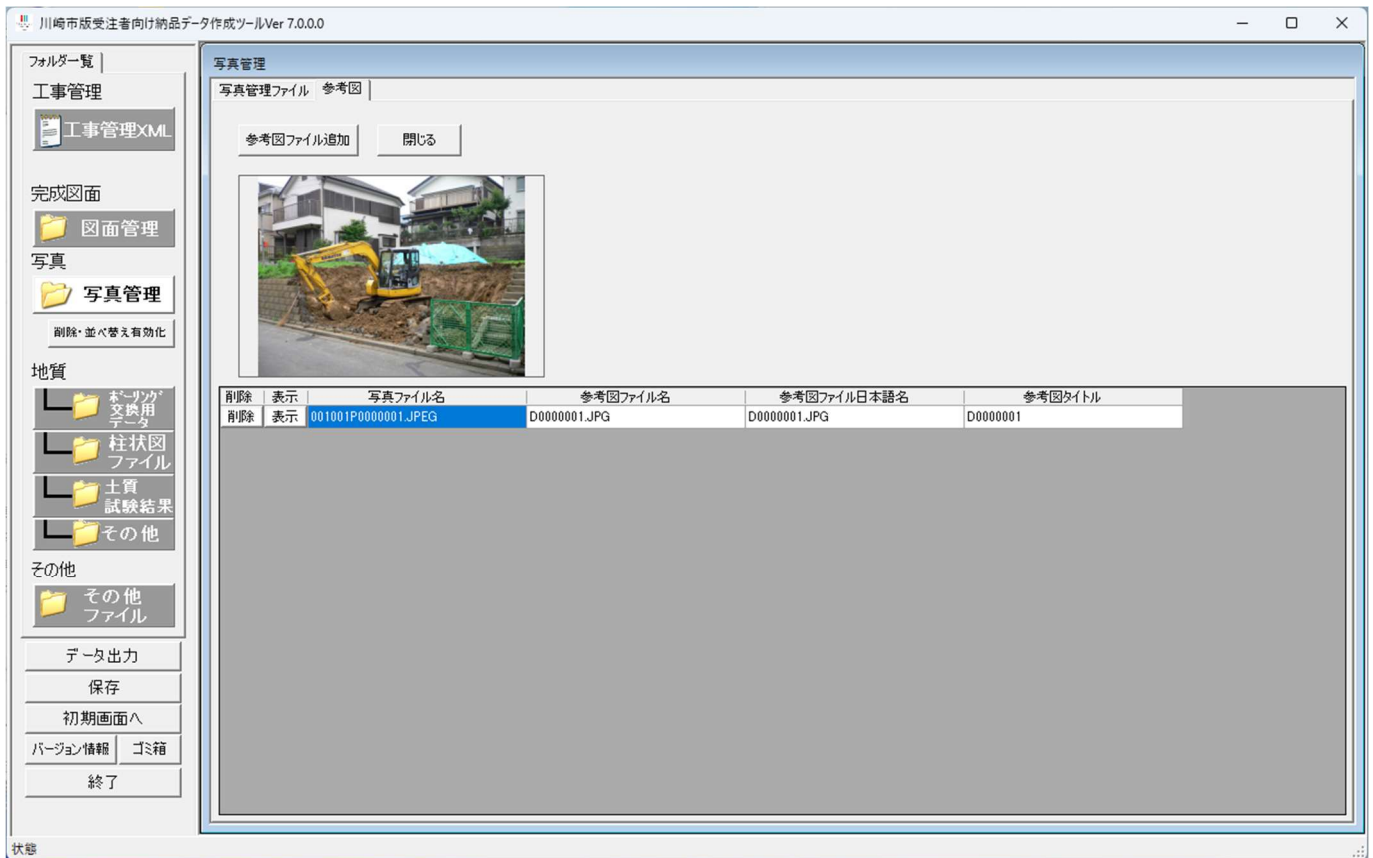 川崎市版受注者向け納品データ作成ツールVer 7.0.0.0
フォルダ一覧
工事管理
工事管理XML
完成図面
図面管理
写真
写真管理
削除・並べ替え有効化
地質
ボーリング
交換用
データ
柱状図
ファイル
土質
試験結果
その他
その他
その他
ファイル
データ出力
保存
初期画面へ
バージョン情報 ゴミ箱
終了
写真管理
写真管理ファイル 参考図
参考図ファイル追加 閉じる
削除 表示 写真ファイル名 参考図ファイル名 参考図ファイル日本語名 参考図タイトル
削除 表示 001001P0000001.JPEG D0000001.JPG D0000001.JPG D0000001
状態